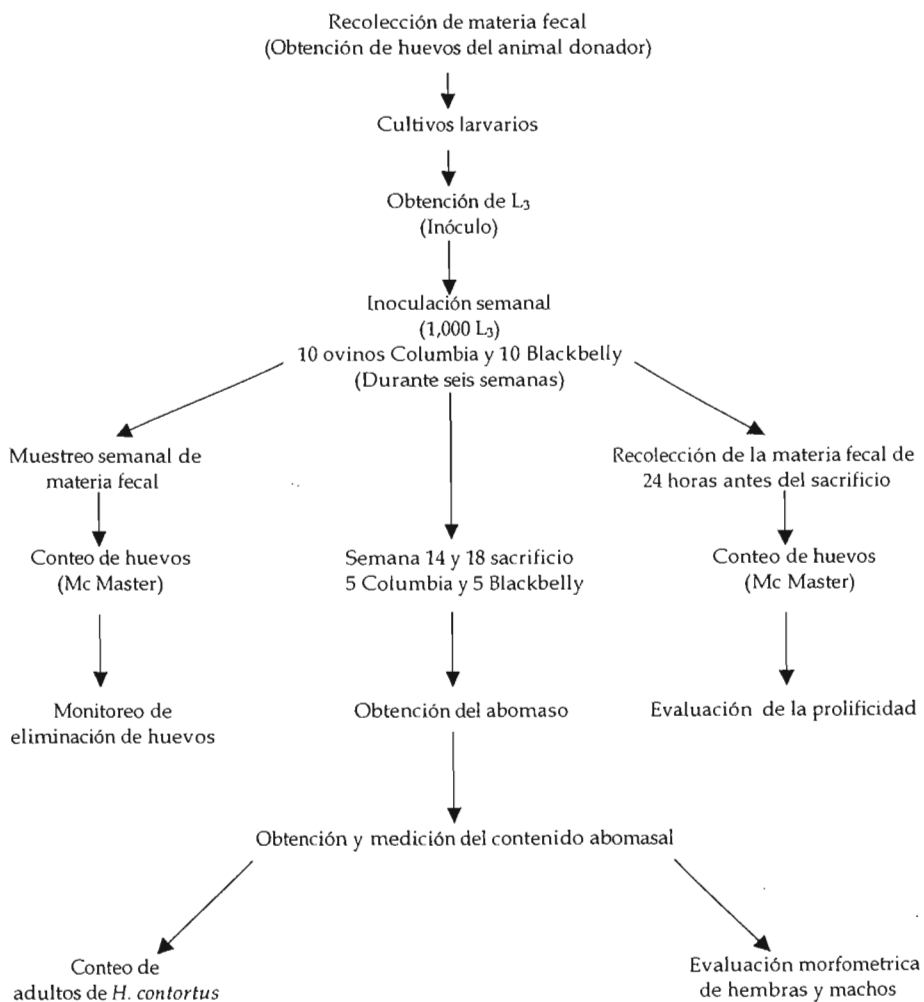 Recolección de materia fecal
(Obtención de huevos del animal donador)
Cultivos larvarios
Obtención de L₃
(Inóculo)
Inoculación semanal
(1,000 L₃)
10 ovinos Columbia y 10 Blackbelly
(Durante seis semanas)
Muestreo semanal de
materia fecal
Conteo de huevos
(Mc Master)
Monitoreo de
eliminación de huevos
Semana 14 y 18 sacrificio
5 Columbia y 5 Blackbelly
Obtención del abomaso
Recolección de la materia fecal de
24 horas antes del sacrificio
Conteo de huevos
(Mc Master)
Evaluación de la prolificidad
Obtención y medición del contenido abomasal
Conteo de
adultos de H. contortus
Evaluación morfometrica
de hembras y machos